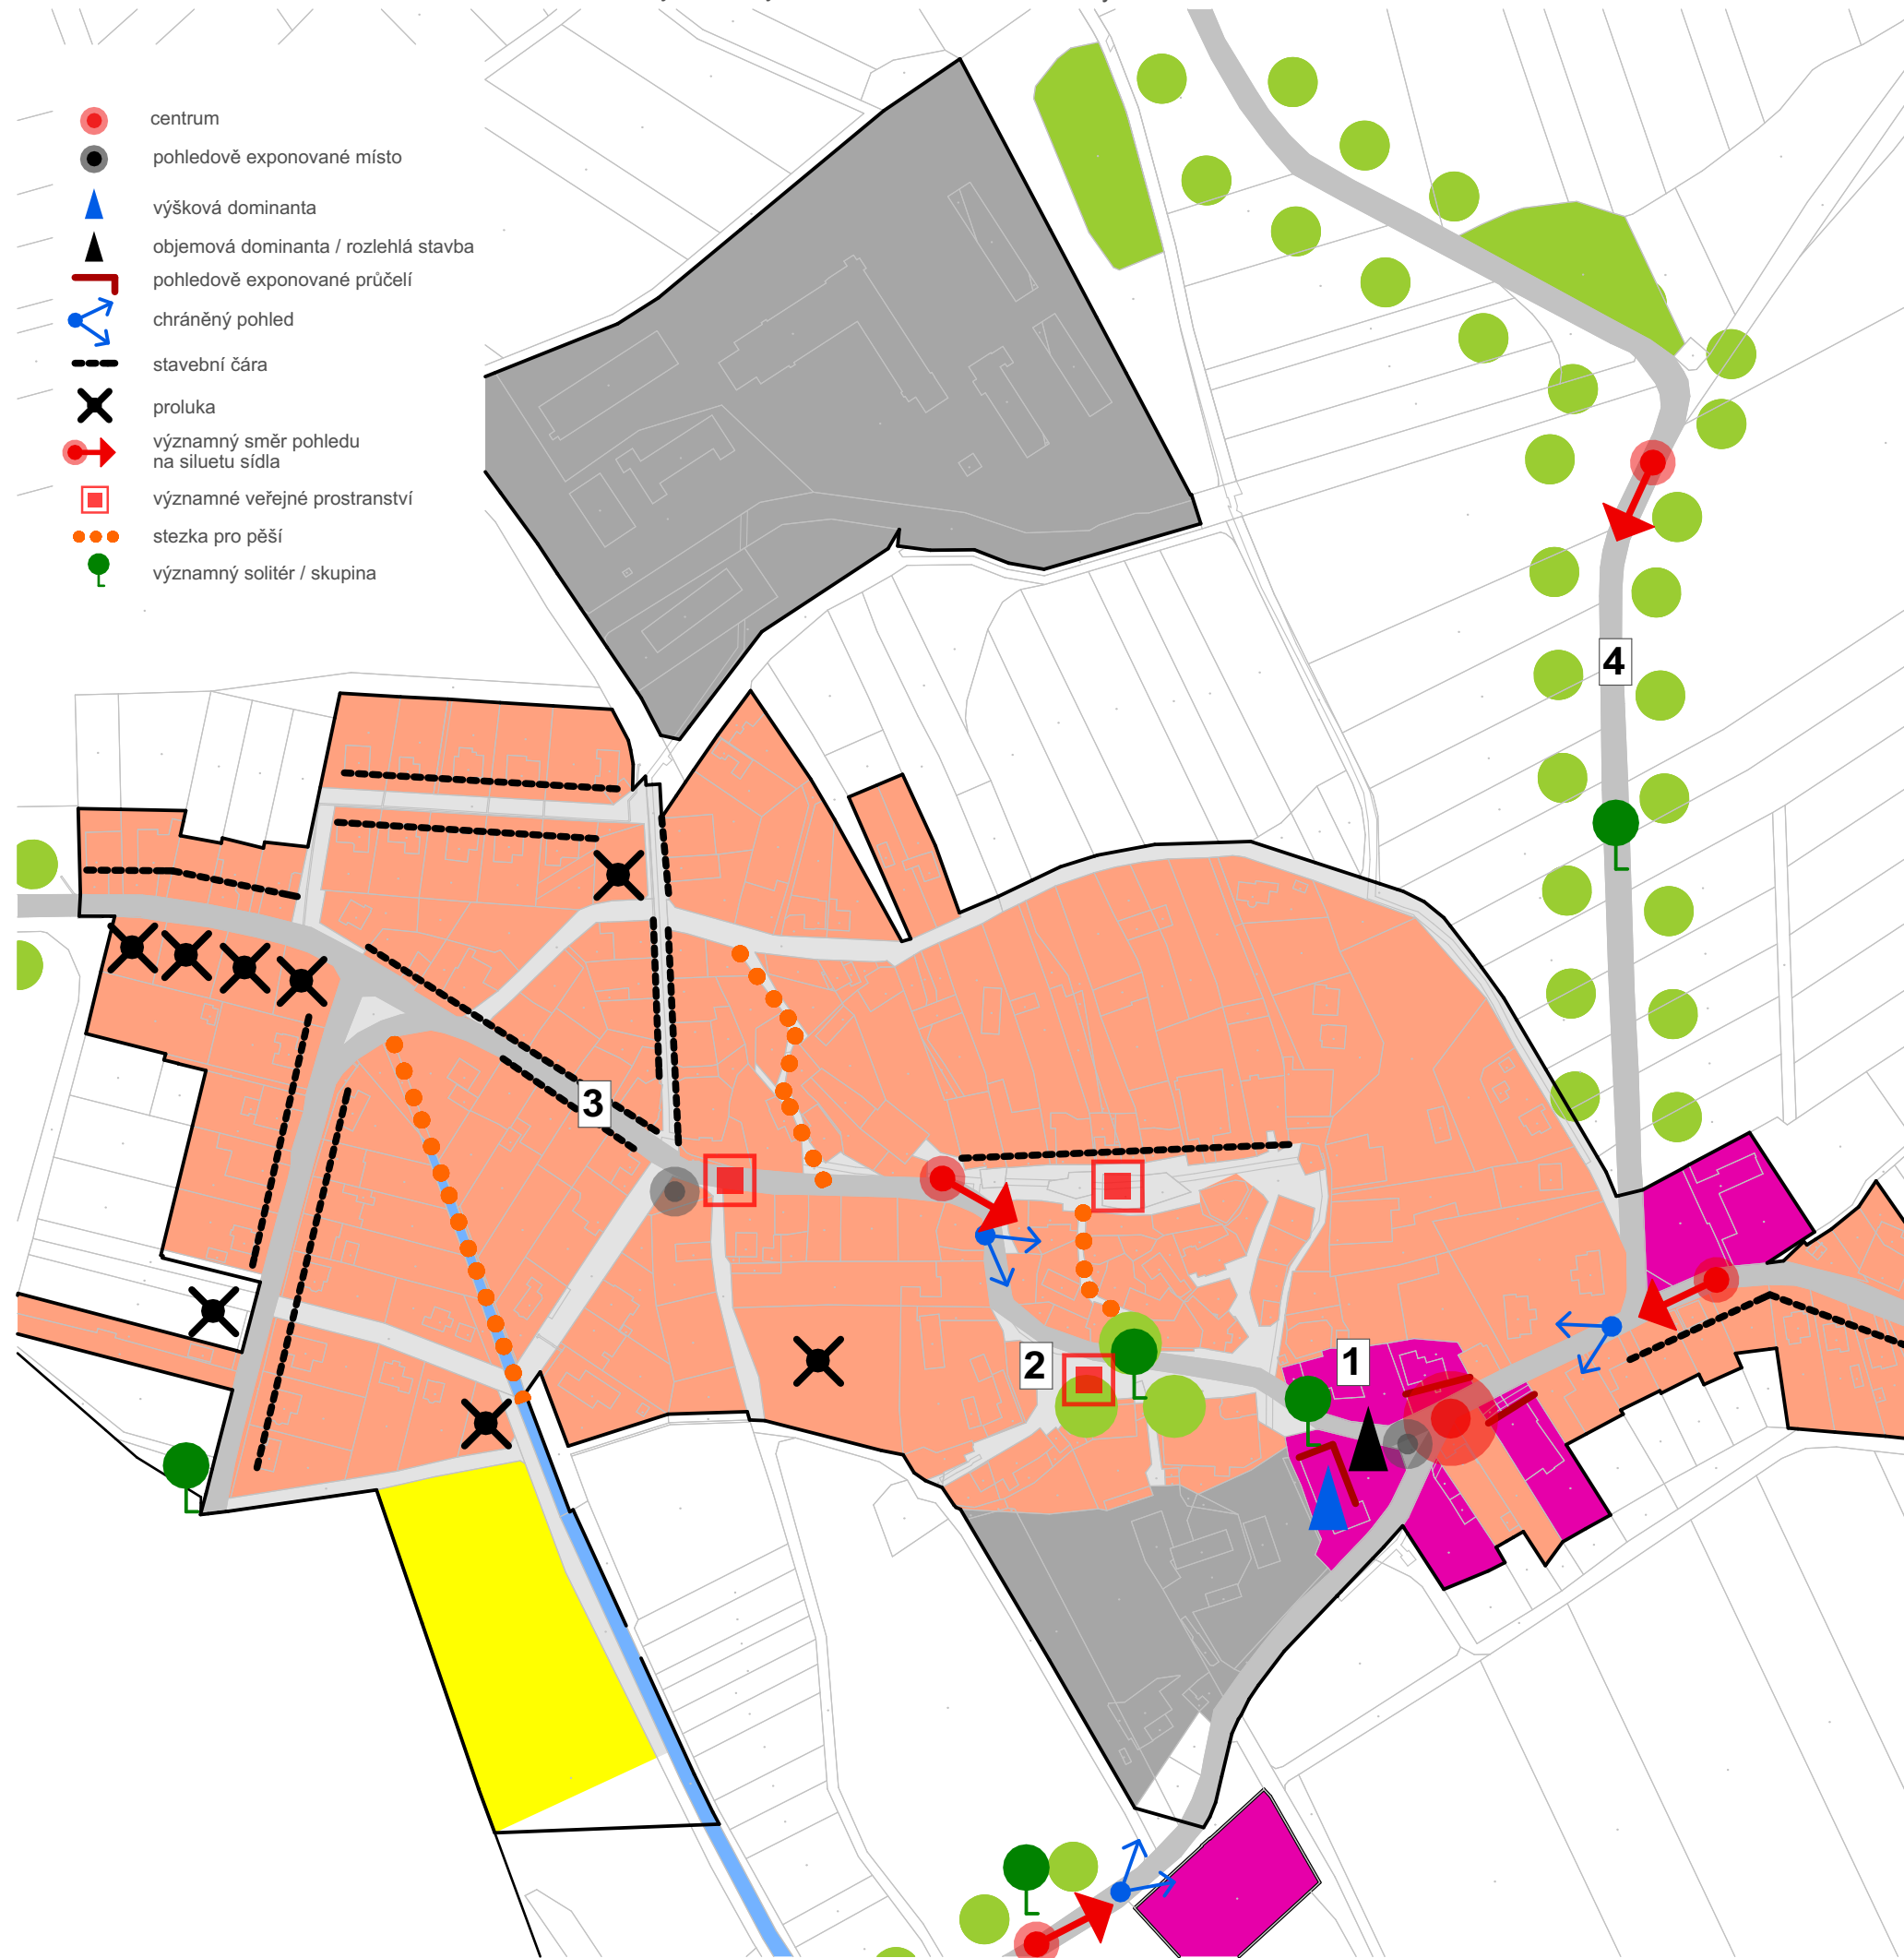 centrum
pohledově exponované místo
výšková dominanta
objemová dominanta / rozlehlá stavba
pohledově exponované průčelí
chráněný pohled
stavební čára
proluka
významný směr pohledu
na siluetu sídla
významné veřejné prostranství
stezka pro pěší
významný solitér / skupina
4
3
2
1